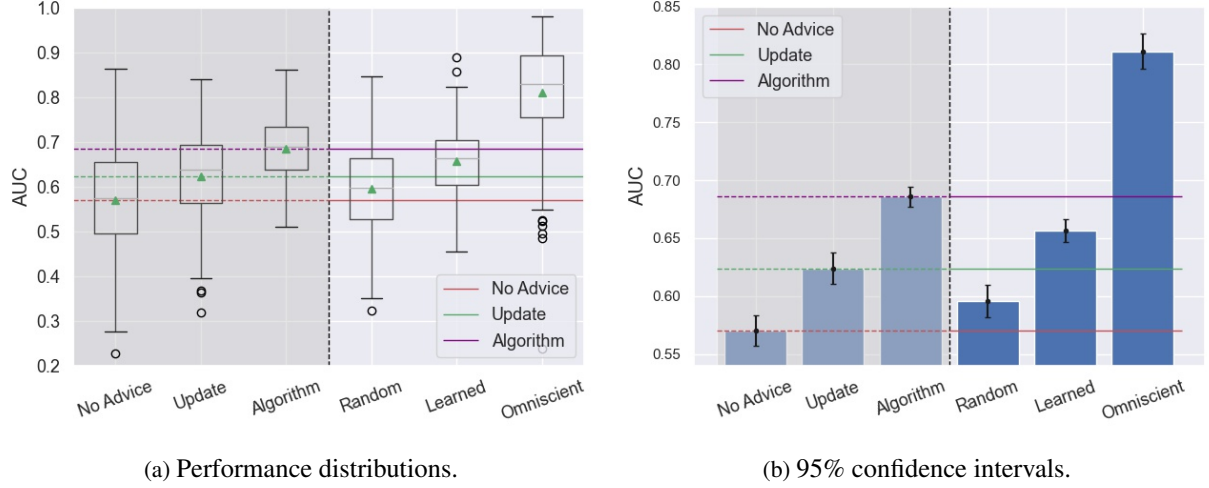 1.0
0.9
0.8
0.7
0.6
0.5
0.4
0.3
0.2
AUC
No Advice
Update
Algorithm
No Advice
Update
Algorithm
Random
Learned
Omniscient
(a) Performance distributions.
0.85
0.80
0.75
0.70
0.65
0.60
0.55
AUC
No Advice
Update
Algorithm
No Advice
Update
Algorithm
Random
Learned
Omniscient
(b) 95% confidence intervals.